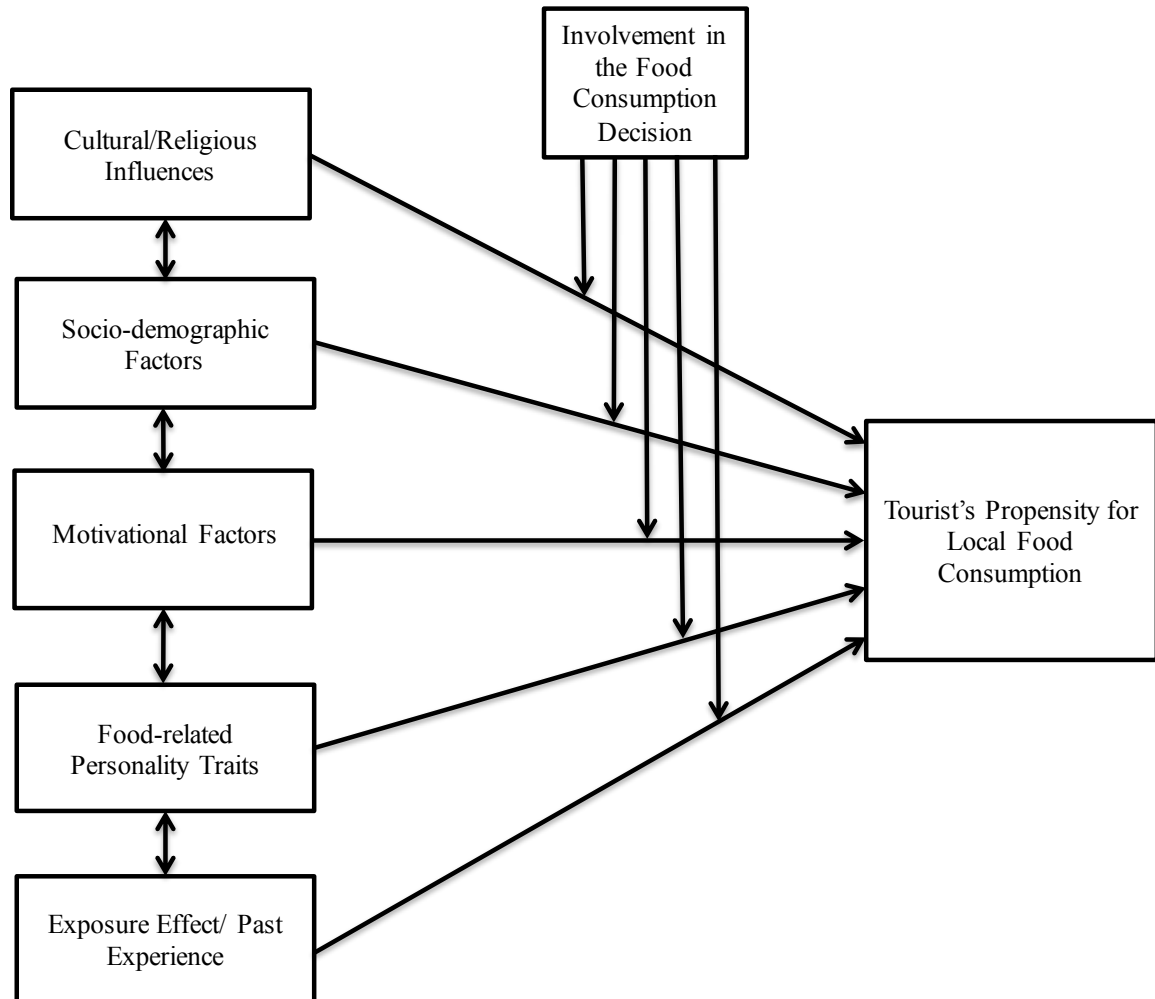 Involvement in
the Food
Consumption
Decision
Cultural/Religious
Influences
Socio-demographic
Factors
Motivational Factors
Tourist’s Propensity for
Local Food
Consumption
Food-related
Personality Traits
Exposure Effect/ Past
Experience